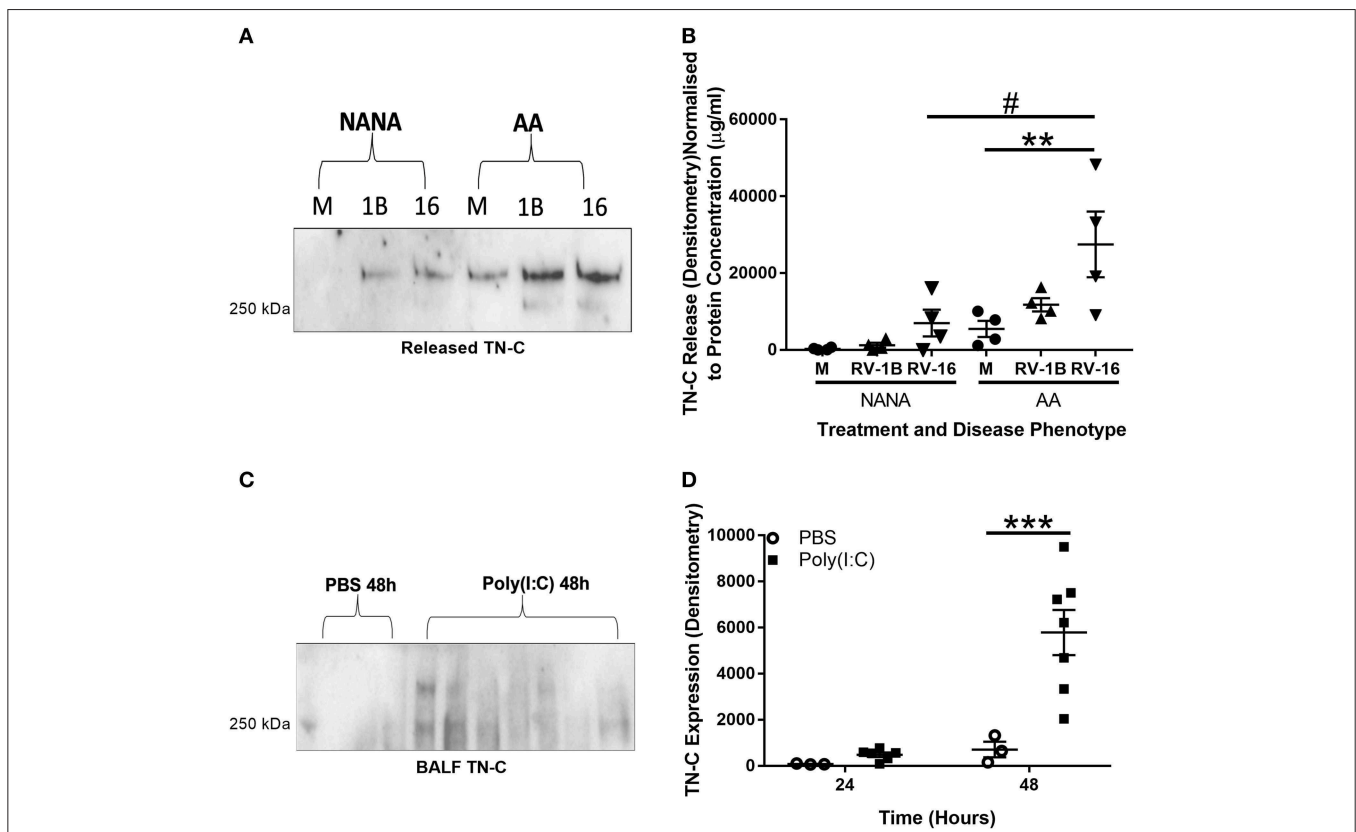 A
NANA AA
M 1B 16 M 1B 16
250 kDa
Released TN-C
B
TN-C Release (Densitometry)Normalised
to Protein Concentration (µg/ml)
#
**
60000
40000
20000
0
M RV-1B RV-16 M RV-1B RV-16
NANA AA
Treatment and Disease Phenotype
C
PBS 48h Poly(I:C) 48h
250 kDa
BALF TN-C
D
TN-C Expression (Densitometry)
***
PBS
Poly(I:C)
10000
8000
6000
4000
2000
0
24 48
Time (Hours)